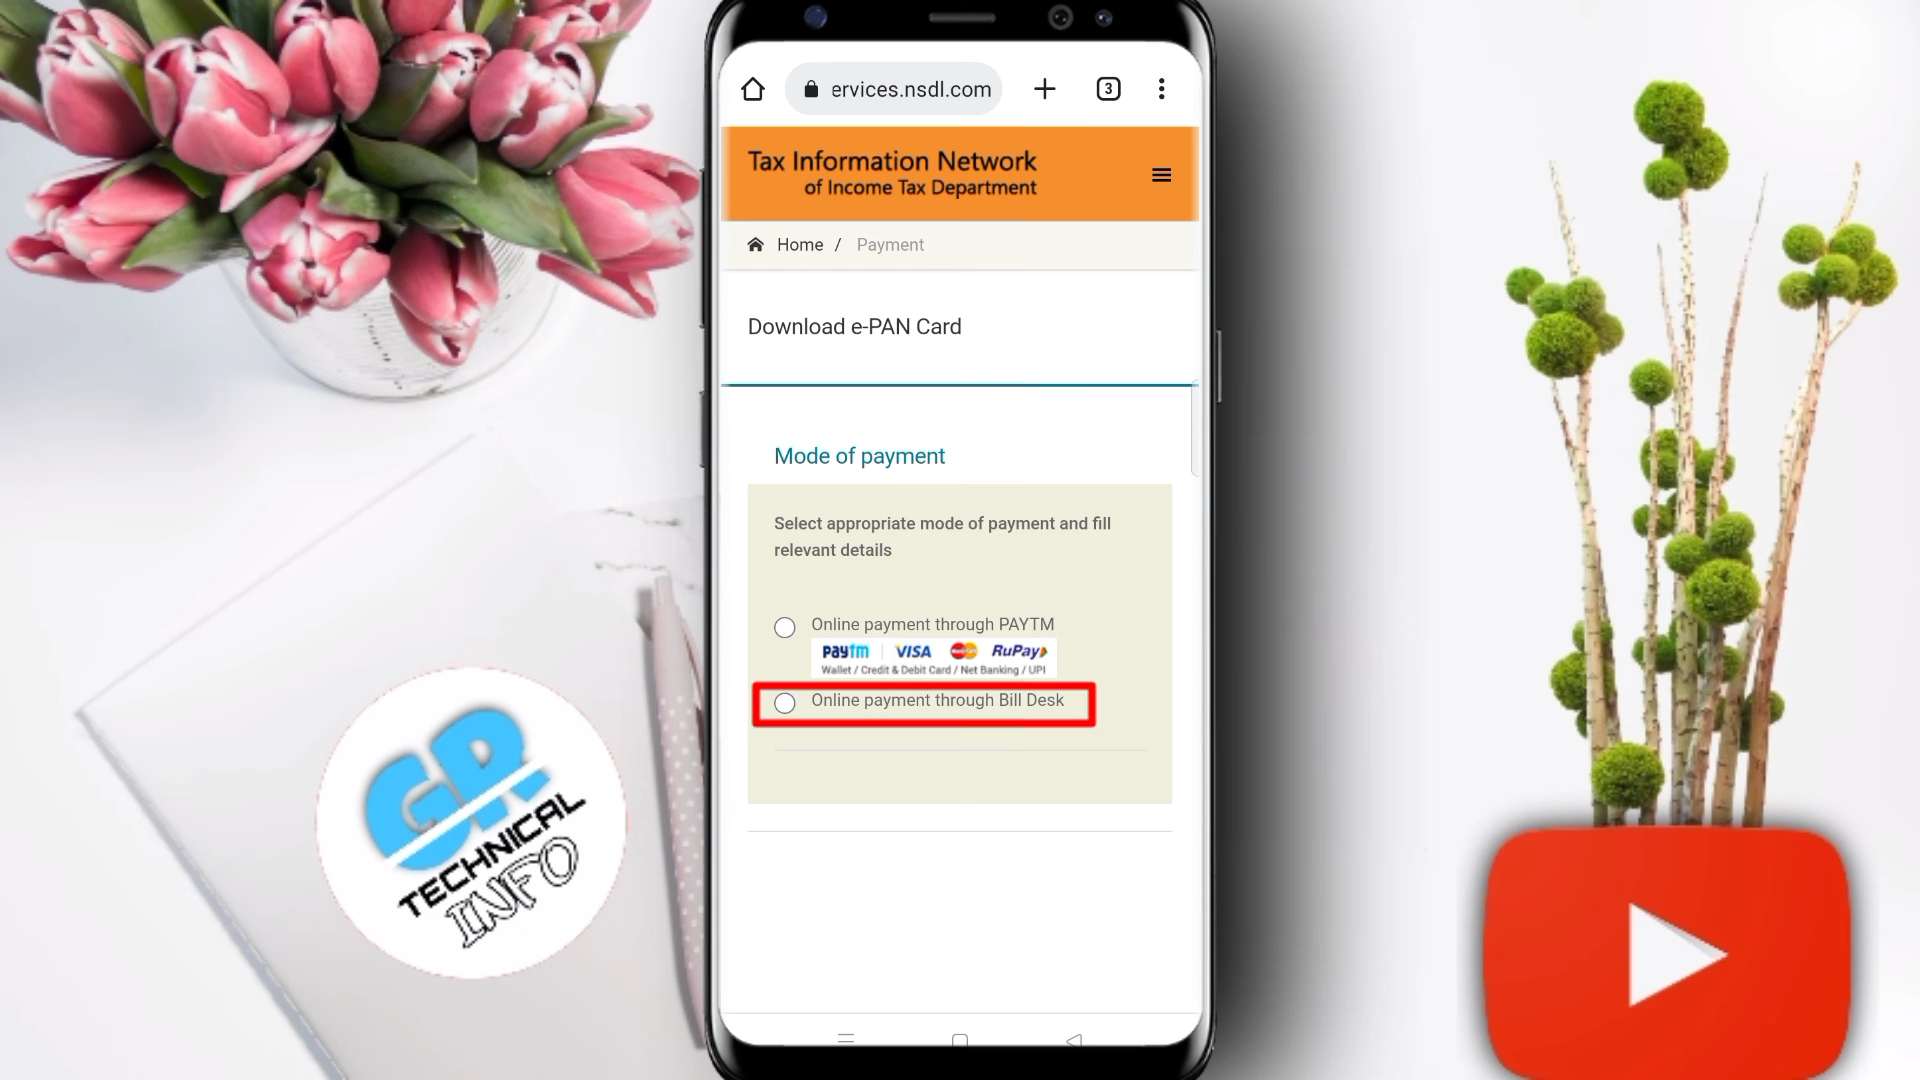 ervices.nsdl.com
3
Tax Information Network
of Income Tax Department
Home / Payment
Download e-PAN Card
Mode of payment
Select appropriate mode of payment and fill
relevant details
Online payment through PAYTM
Paytm VISA RuPay
Wallet / Credit & Debit Card / Net Banking / UPI
Online payment through Bill Desk
GR
TECHNICAL
INFO